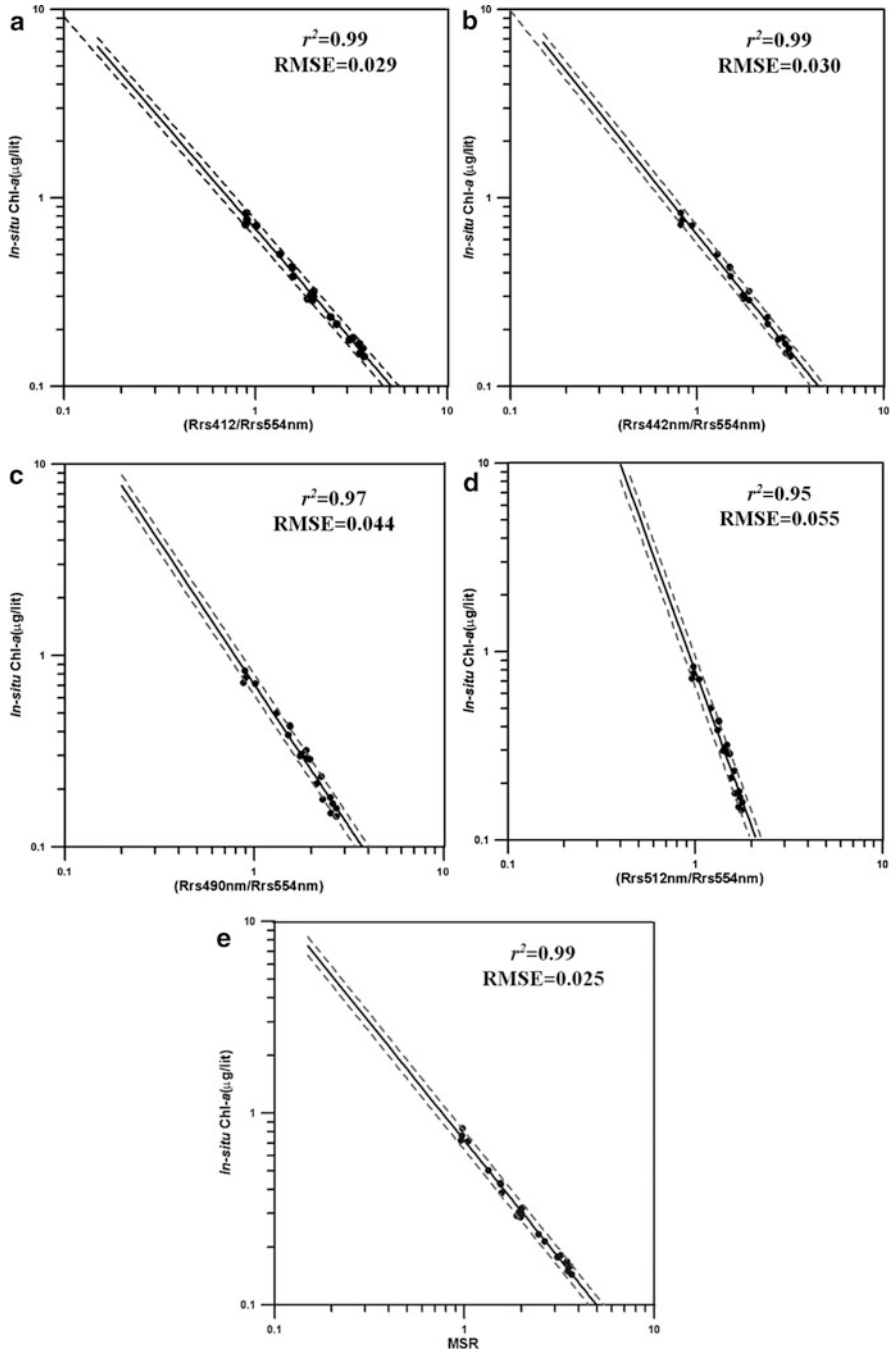 a
10
r²=0.99
RMSE=0.029
In-situ Chl-a(µg/lit)
1
0.1
0.1
1
10
(Rrs412/Rrs554nm)
b
10
r²=0.99
RMSE=0.030
In-situ Chl-a (µg/lit)
1
0.1
0.1
1
10
(Rrs442nm/Rrs554nm)
c
10
r²=0.97
RMSE=0.044
In-situ Chl-a(µg/lit)
1
0.1
0.1
1
10
(Rrs490nm/Rrs554nm)
d
10
r²=0.95
RMSE=0.055
In-situ Chl-a(µg/lit)
1
0.1
0.1
1
10
(Rrs512nm/Rrs554nm)
e
10
r²=0.99
RMSE=0.025
In-situ Chl-a(µg/lit)
1
0.1
0.1
1
10
MSR